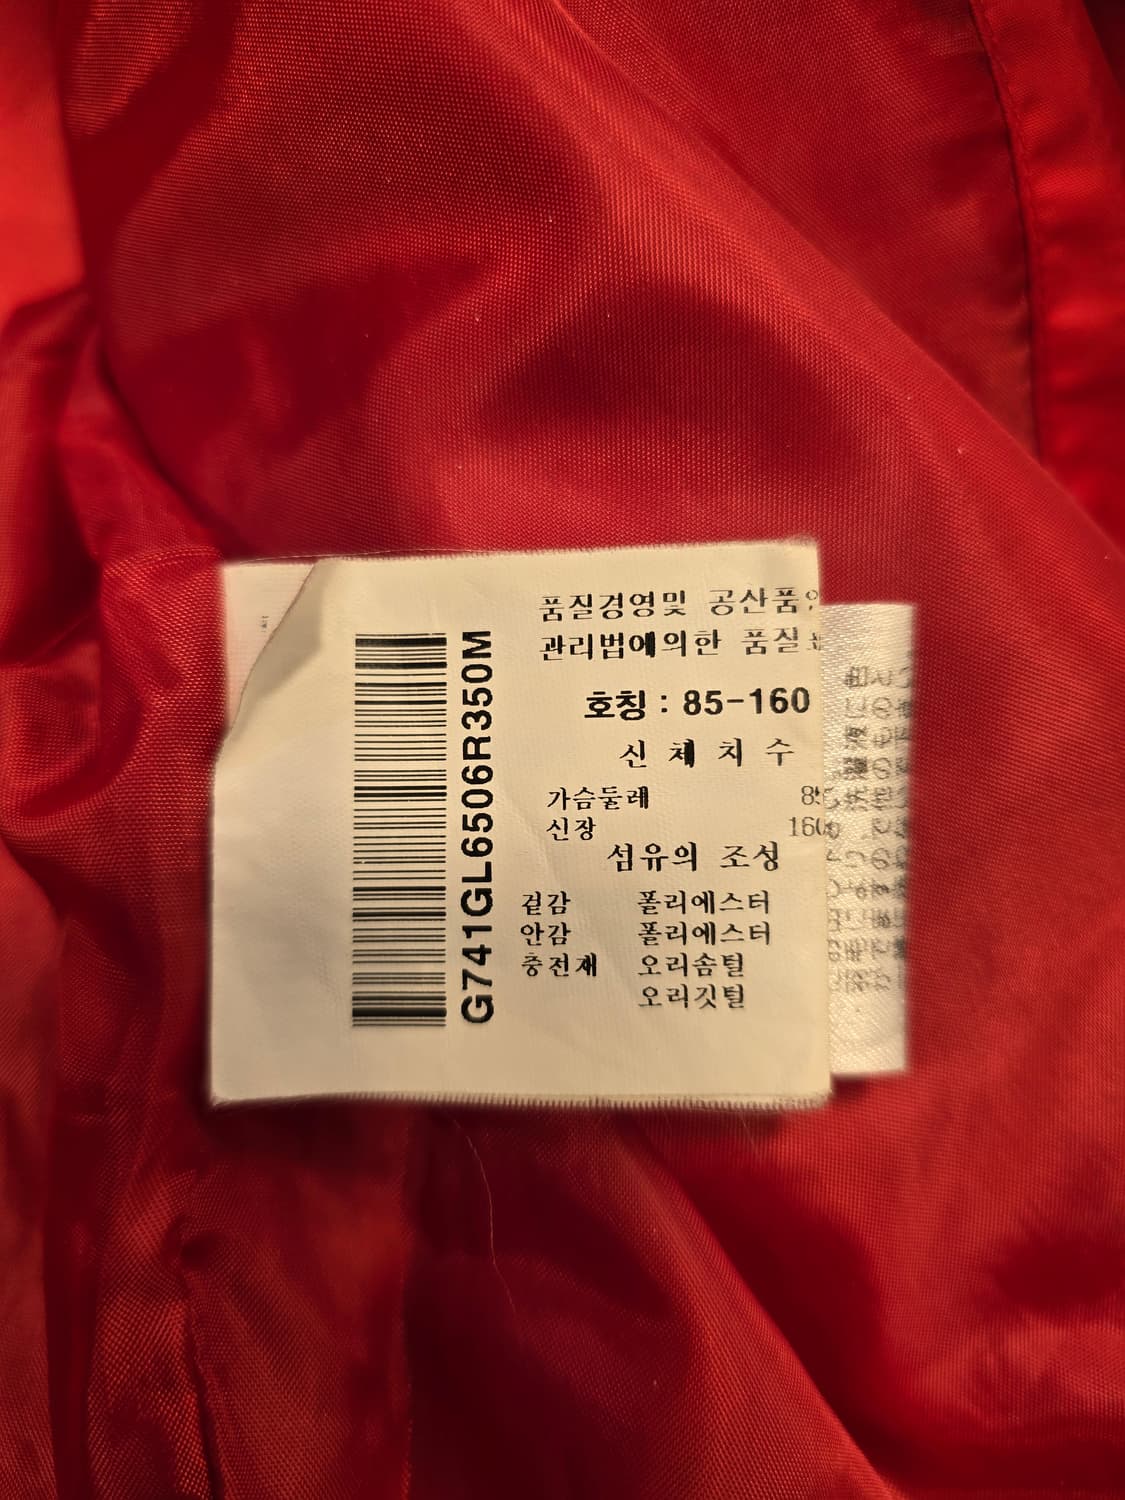 G741GL6506R350M
품질경영및 공산품
관리법에의한 품질
호칭 : 85-160
신 체 치 수
가슴둘레
신장 160
섬유의 조성
겉감 폴리에스터
안감 폴리에스터
충전재 오리솜털
오리깃털